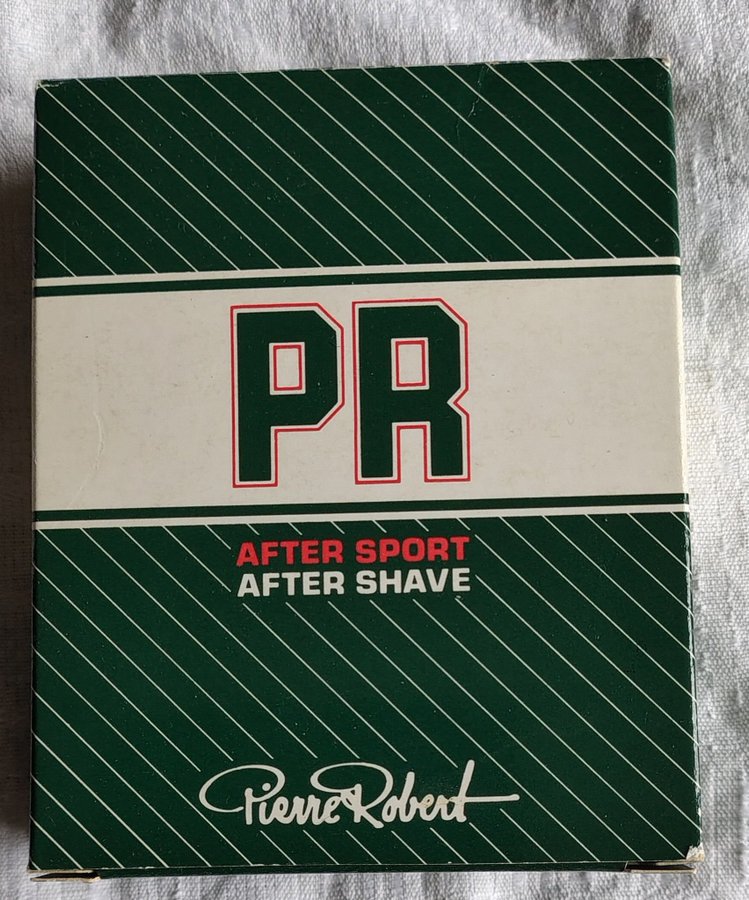 PR
AFTER SPORT
AFTER SHAVE
Pierre Robert